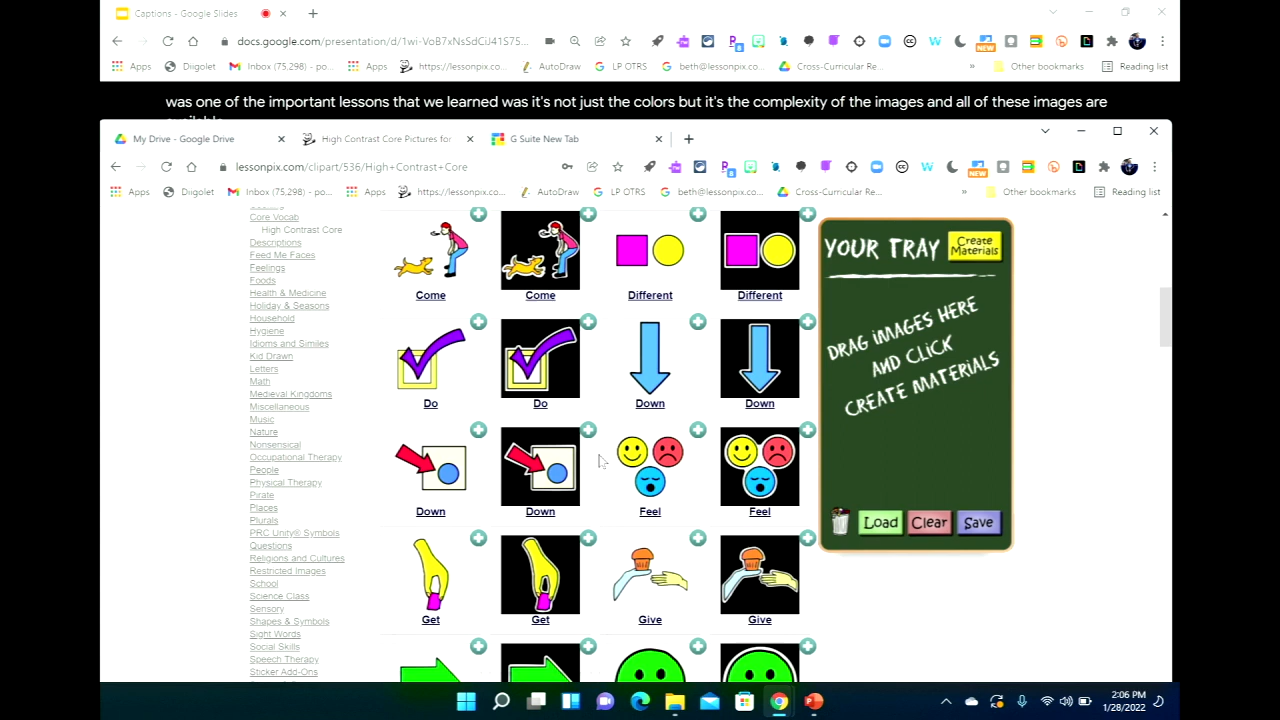 Captions - Google Slides
docs.google.com/presentation/d/1wi-VoB7xNsSdCiJ41S75...
Apps
Diigolet
Inbox (75,298) - po...
Apps
https://lessonpix.co...
AutoDraw
LP OTRS
beth@lessonpix.co...
Cross-Curricular Re...
»
Other bookmarks
Reading list
was one of the important lessons that we learned was it's not just the colors but it's the complexity of the images and all of these images are
My Drive - Google Drive
High Contrast Core Pictures for
G Suite New Tab
lessonpix.com/clipart/536/High+Contrast+Core
Apps
Diigolet
Inbox (75,298) - po...
Apps
https://lessonpix.co...
AutoDraw
LP OTRS
beth@lessonpix.co...
Cross-Curricular Re...
»
Other bookmarks
Reading list
Core Vocab
High Contrast Core
Descriptions
Feed Me Faces
Feelings
Foods
Health & Medicine
Holiday & Seasons
Household
Hygiene
Idioms and Similes
Kid Drawn
Letters
Math
Medieval Kingdoms
Miscellaneous
Music
Nature
Nonsensical
Occupational Therapy
People
Physical Therapy
Pirate
Places
Plurals
PRC Unity® Symbols
Questions
Religions and Cultures
Restricted Images
School
Science Class
Sensory
Shapes & Symbols
Sight Words
Social Skills
Speech Therapy
Sticker Add-Ons
Come
Come
Different
Different
Do
Do
Down
Down
Down
Down
Feel
Feel
Get
Get
Give
Give
YOUR TRAY
Create
Materials
DRAG IMAGES HERE
AND CLICK
CREATE MATERIALS
Load
Clear
Save
2:06 PM
1/28/2022